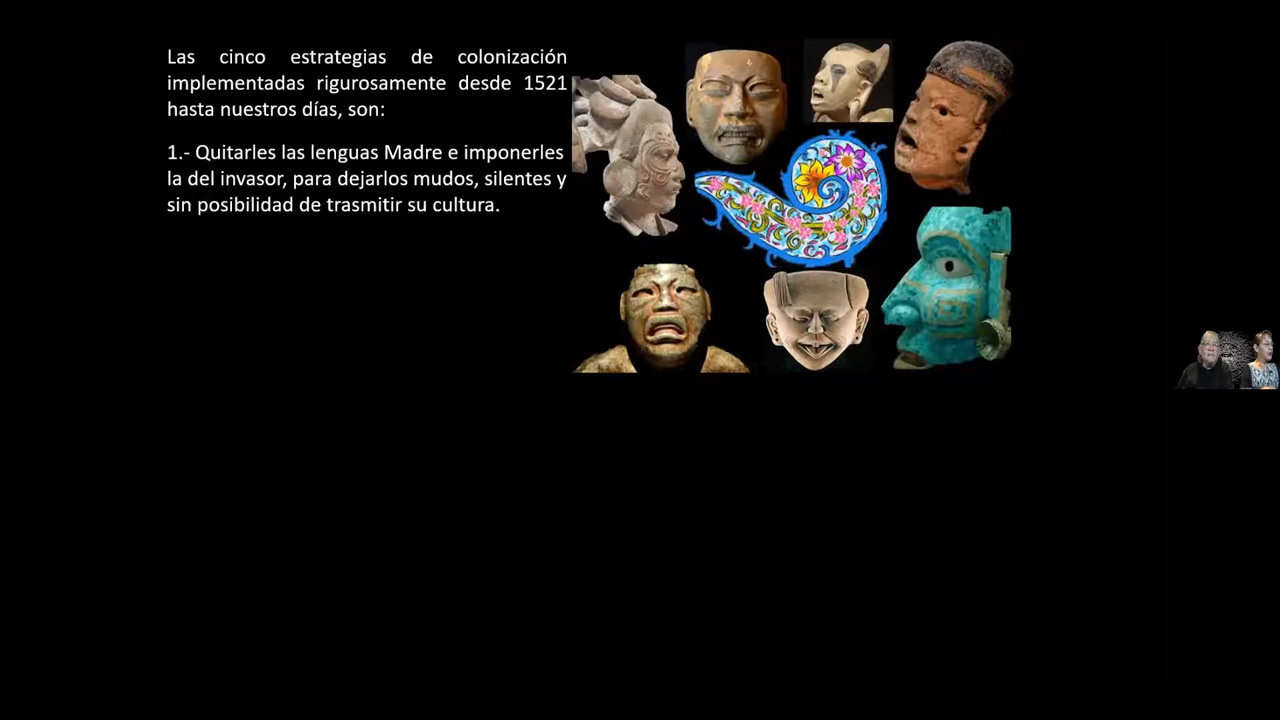 Las cinco estrategias de colonización
implementadas rigurosamente desde 1521
hasta nuestros días, son:
1.- Quitarles las lenguas Madre e imponerles
la del invasor, para dejarlos mudos, silentes y
sin posibilidad de trasmitir su cultura.